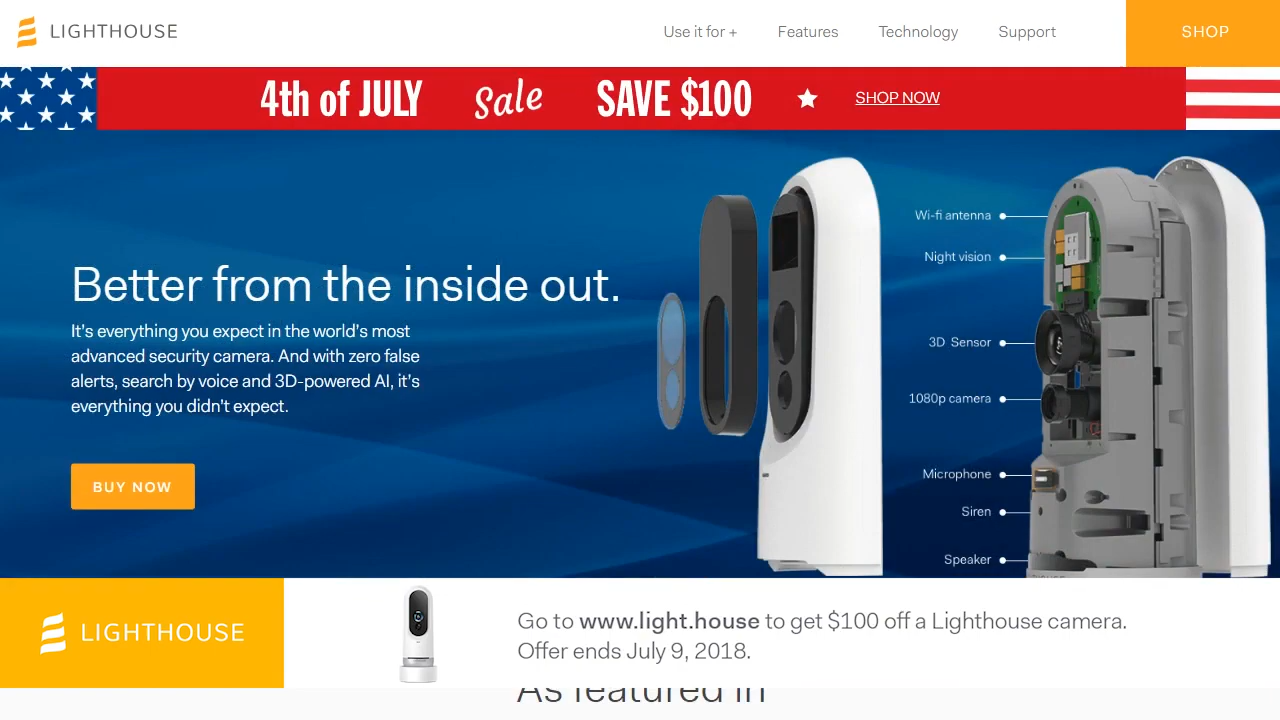 LIGHTHOUSE
Use it for +
Features
Technology
Support
SHOP
4th of JULY Sale SAVE $100 SHOP NOW
Better from the inside out.
It's everything you expect in the world's most
advanced security camera. And with zero false
alerts, search by voice and 3D-powered AI, it's
everything you didn't expect.
BUY NOW
Wi-fi antenna
Night vision
3D Sensor
1080p camera
Microphone
Siren
Speaker
LIGHTHOUSE
Go to www.light.house to get $100 off a Lighthouse camera.
Offer ends July 9, 2018.
As featured in